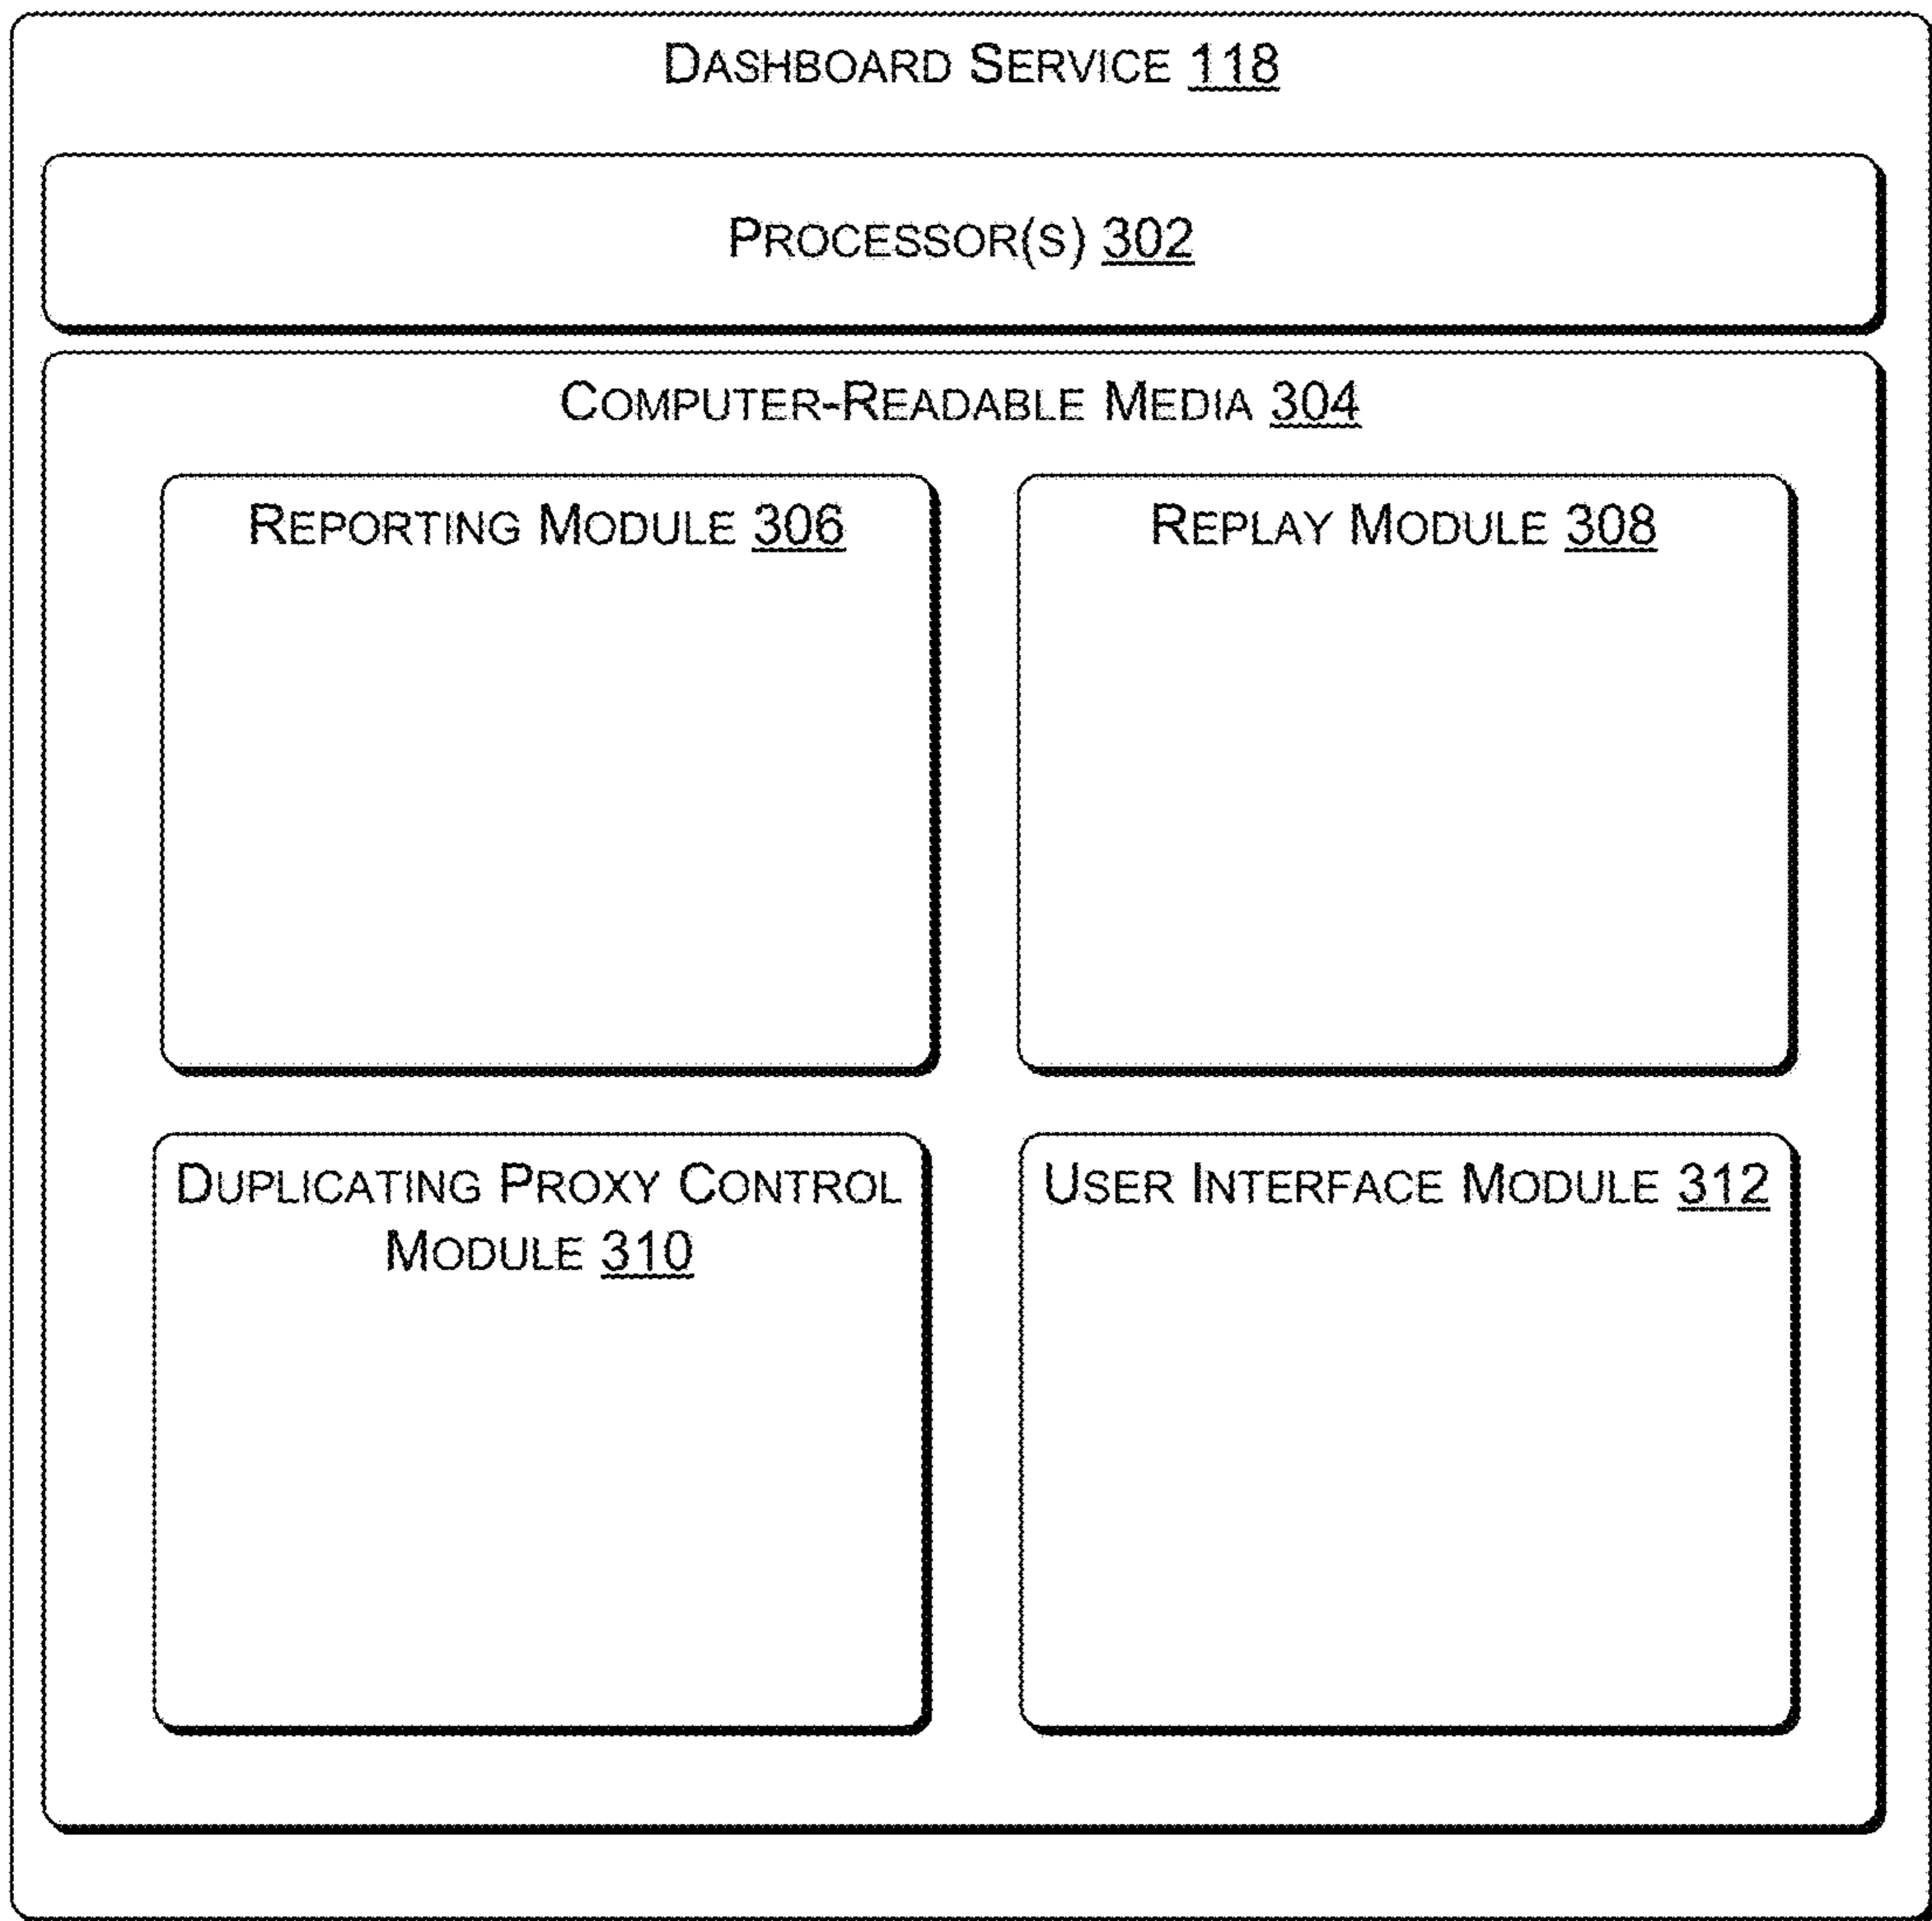 DASHBOARD SERVICE 118
PROCESSOR(S) 302
COMPUTER-READABLE MEDIA 304
REPORTING MODULE 306
REPLAY MODULE 308
DUPLICATING PROXY CONTROL
MODULE 310
USER INTERFACE MODULE 312